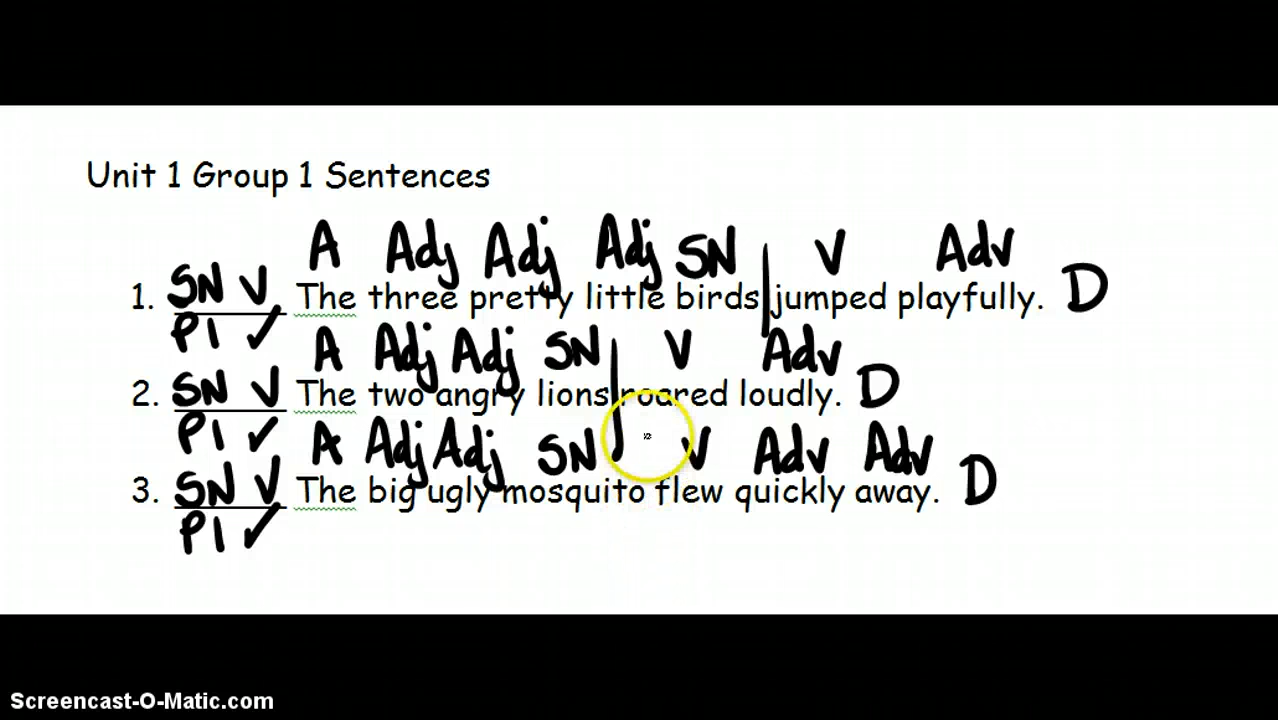 Unit 1 Group 1 Sentences
A Adj Adj Adj SN V Adv
1. SN V The three pretty little birds jumped playfully. D
P1 ✓ A Adj Adj SN V Adv
2. SN V The two angry lions roared loudly. D
P1 ✓ A Adj Adj SN V Adv Adv
3. SN V The big ugly mosquito flew quickly away. D
P1 ✓
Screencast-O-Matic.com